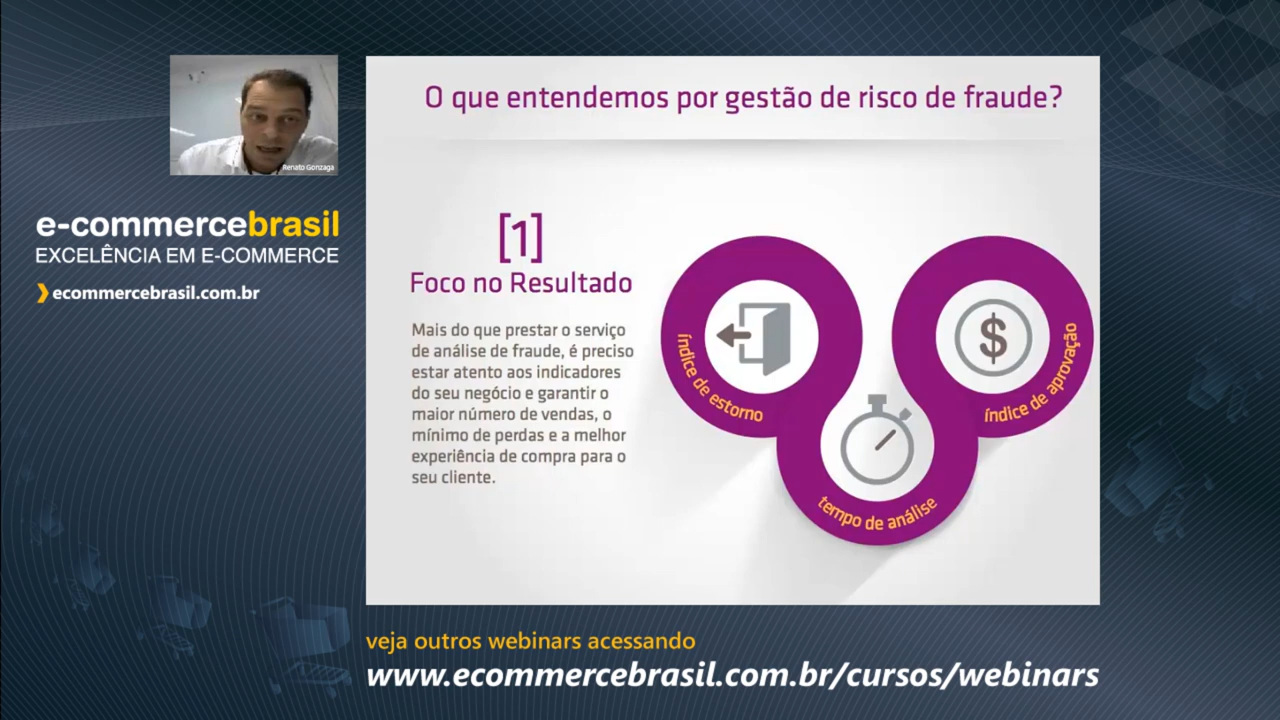 Renato Gonzaga
e-commercebrasil
EXCELÊNCIA EM E-COMMERCE
❯ ecommercebrasil.com.br
O que entendemos por gestão de risco de fraude?
[1]
Foco no Resultado
Mais do que prestar o serviço
de análise de fraude, é preciso
estar atento aos indicadores
do seu negócio e garantir o
maior número de vendas, o
mínimo de perdas e a melhor
experiência de compra para o
seu cliente.
índice de estorno
$
tempo de análise
índice de aprovação
veja outros webinars acessando
www.ecommercebrasil.com.br/cursos/webinars